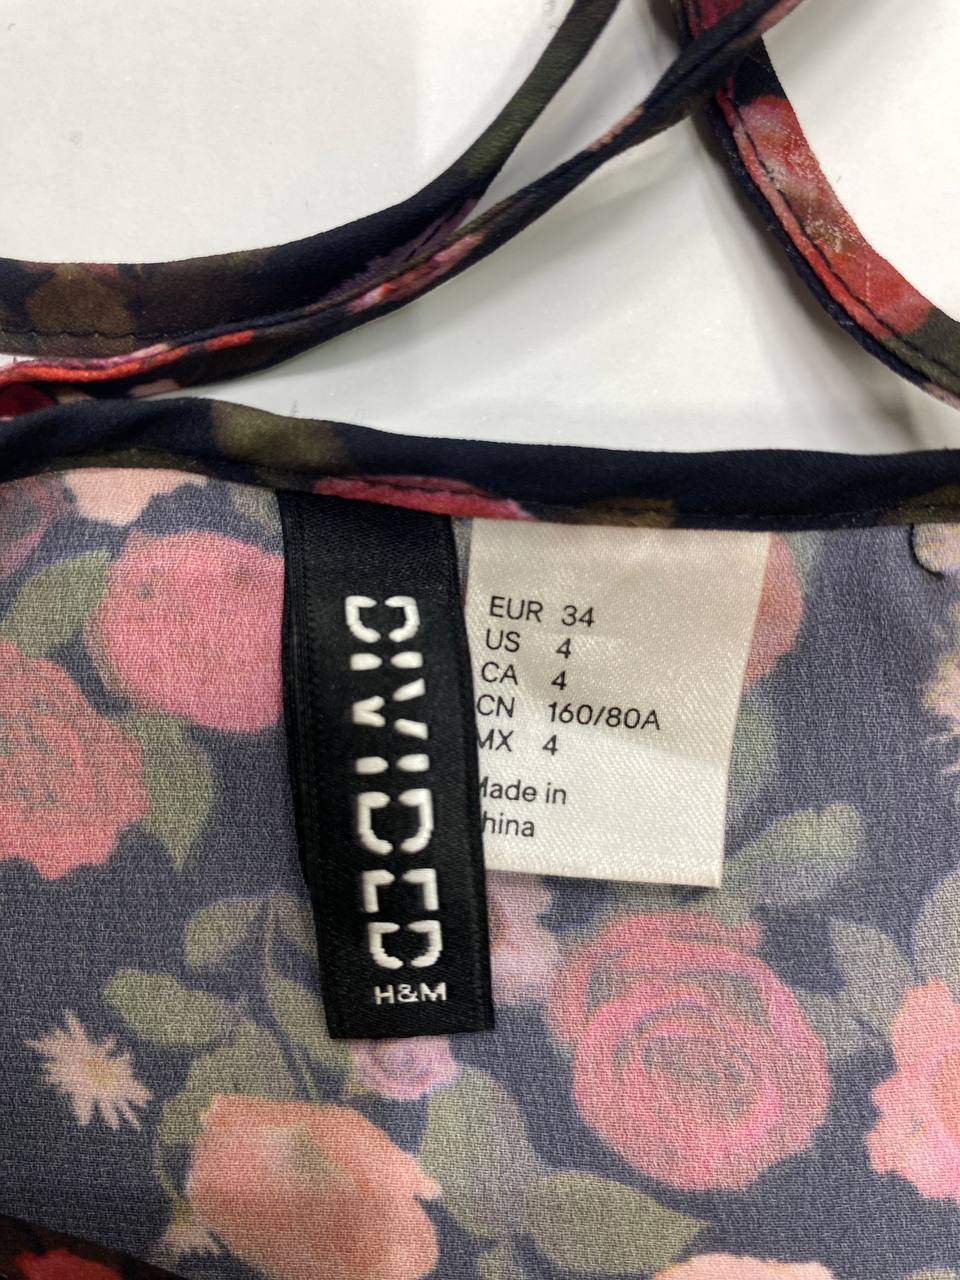 DIVIDED
H&M
EUR 34
US 4
CA 4
CN 160/80A
MX 4
Made in
hina